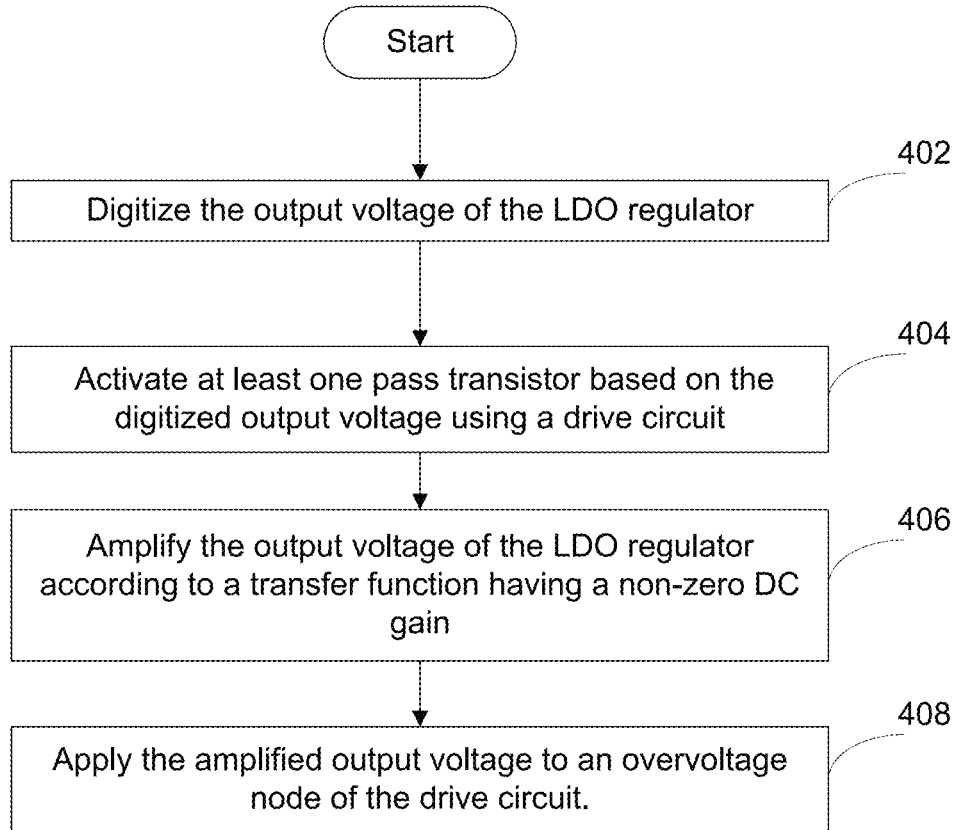 Start
402
Digitize the output voltage of the LDO regulator
404
Activate at least one pass transistor based on the
digitized output voltage using a drive circuit
406
Amplify the output voltage of the LDO regulator
according to a transfer function having a non-zero DC
gain
408
Apply the amplified output voltage to an overvoltage
node of the drive circuit.